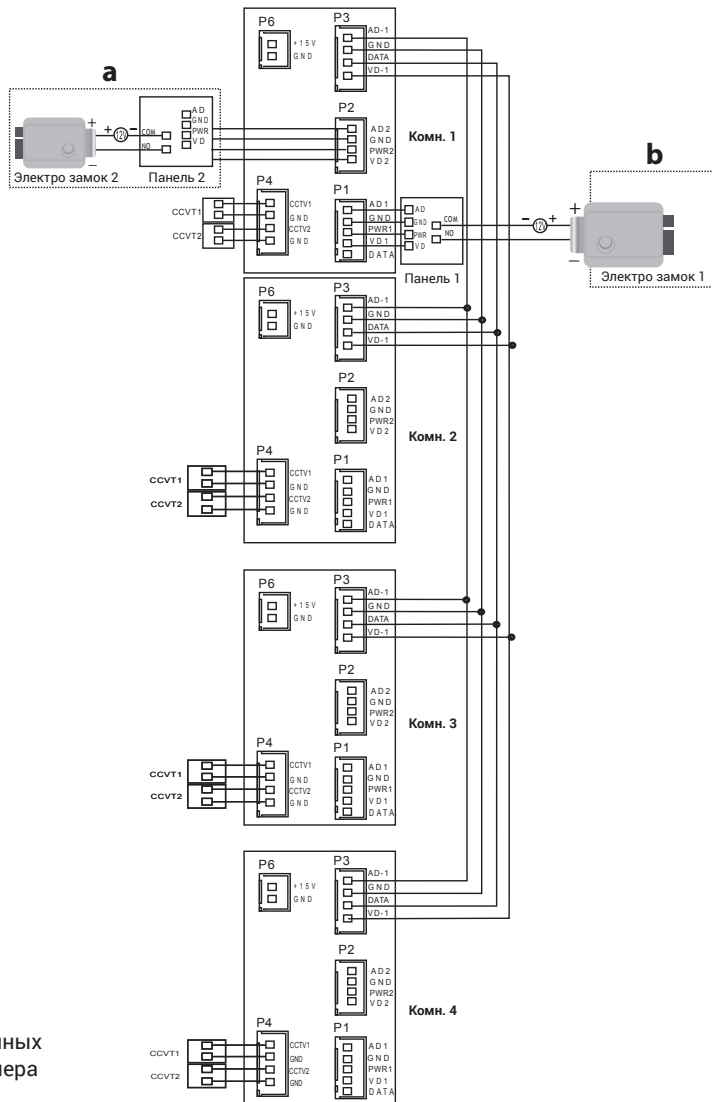 P6
+15V
GND
P3
AD-1
GND
DATA
VD-1
a
+ 12V −
COM
NO
AD
GND
PWR
VD
+
−
Электро замок 2
Панель 2
P2
AD2
GND
PWR2
VD2
Комн. 1
P4
CCTV1
GND
CCTV2
GND
CCVT1
CCVT2
P1
AD1
GND
PWR1
VD1
DATA
AD
GND
PWR
VD
COM
NO
Панель 1
b
− 12V +
+
−
Электро замок 1
P6
+15V
GND
P3
AD-1
GND
DATA
VD-1
P2
AD2
GND
PWR2
VD2
Комн. 2
P4
CCTV1
GND
CCTV2
GND
CCVT1
CCVT2
P1
AD1
GND
PWR1
VD1
DATA
P6
+15V
GND
P3
AD-1
GND
DATA
VD-1
P2
AD2
GND
PWR2
VD2
Комн. 3
P4
CCTV1
GND
CCTV2
GND
CCVT1
CCVT2
P1
AD1
GND
PWR1
VD1
DATA
P6
+15V
GND
P3
AD-1
GND
DATA
VD-1
P2
AD2
GND
PWR2
VD2
Комн. 4
P4
CCTV1
GND
CCTV2
GND
CCVT1
CCVT2
P1
AD1
GND
PWR1
VD1
DATA